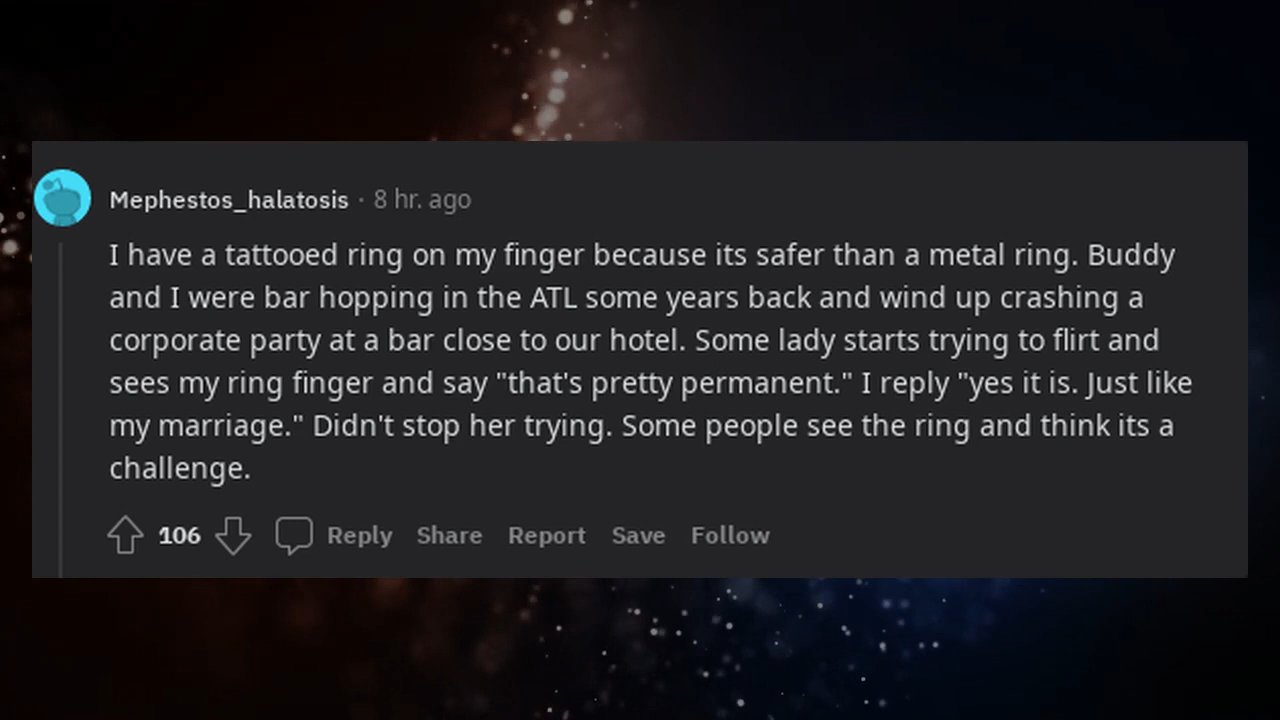 Mephestos_halatosis · 8 hr. ago
I have a tattooed ring on my finger because its safer than a metal ring. Buddy
and I were bar hopping in the ATL some years back and wind up crashing a
corporate party at a bar close to our hotel. Some lady starts trying to flirt and
sees my ring finger and say "that's pretty permanent." I reply "yes it is. Just like
my marriage." Didn't stop her trying. Some people see the ring and think its a
challenge.
106 Reply Share Report Save Follow